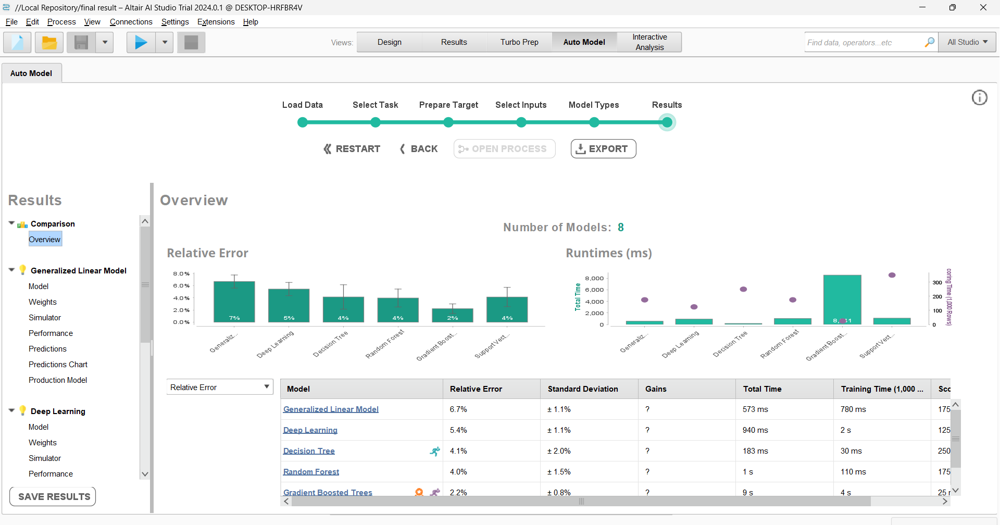 //Local Repository/final result – Altair AI Studio Trial 2024.0.1 @ DESKTOP-HRFBR4V
File Edit Process View Connections Settings Extensions Help
Views: Design Results Turbo Prep Auto Model Interactive Analysis
Find data, operators...etc
All Studio
Auto Model
Load Data Select Task Prepare Target Select Inputs Model Types Results
RESTART BACK OPEN PROCESS EXPORT
Results
Comparison
Overview
Generalized Linear Model
Model
Weights
Simulator
Performance
Predictions
Predictions Chart
Production Model
Deep Learning
Model
Weights
Simulator
Performance
SAVE RESULTS
Overview
Number of Models: 8
Relative Error
8.0%
6.0%
4.0%
2.0%
0.0%
7% 5% 4% 4% 2% 4%
Generaliz... Deep Learning Decision Tree Random Forest Gradient Boost... Support Vect...
Runtimes (ms)
Total Time
8,000
6,000
4,000
2,000
0
300
200
100
0
coring Time (1,000 Rows)
Generaliz... Deep Learning Decision Tree Random Forest Gradient Boost... Support Vect...
Relative Error
Model Relative Error Standard Deviation Gains Total Time Training Time (1,000 ... Sco
Generalized Linear Model 6.7% ± 1.1% ? 573 ms 780 ms 175
Deep Learning 5.4% ± 1.1% ? 940 ms 2 s 125
Decision Tree 4.1% ± 2.0% ? 183 ms 30 ms 250
Random Forest 4.0% ± 1.5% ? 1 s 110 ms 175
Gradient Boosted Trees 2.2% ± 0.8% ? 9 s 4 s 25